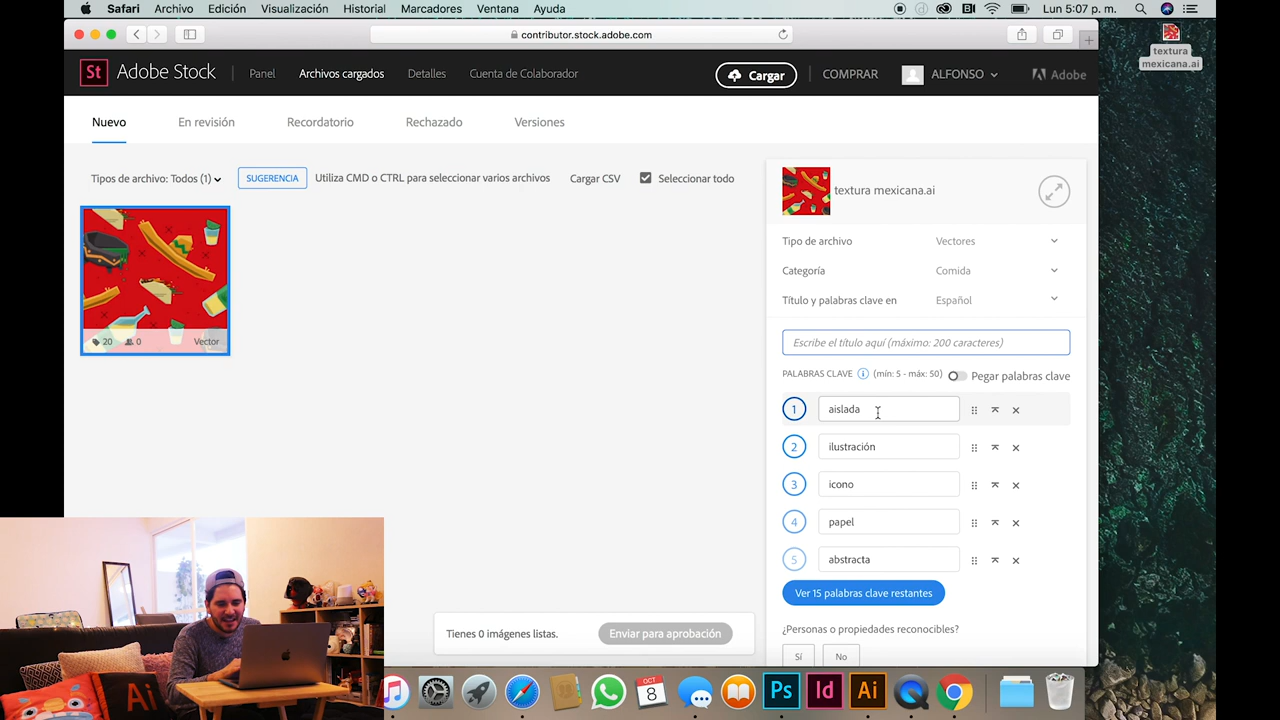 Safari Archivo Edición Visualización Historial Marcadores Ventana Ayuda Lun 5:07 p. m.
contributor.stock.adobe.com
textura
mexicana.ai
St Adobe Stock Panel Archivos cargados Detalles Cuenta de Colaborador Cargar COMPRAR ALFONSO Adobe
Nuevo En revisión Recordatorio Rechazado Versiones
Tipos de archivo: Todos (1) SUGERENCIA Utiliza CMD o CTRL para seleccionar varios archivos Cargar CSV Seleccionar todo
20 0 Vector
textura mexicana.ai
Tipo de archivo Vectores
Categoría Comida
Título y palabras clave en Español
Escribe el título aquí (máximo: 200 caracteres)
PALABRAS CLAVE (mín: 5 - máx: 50) Pegar palabras clave
1 aislada
2 ilustración
3 icono
4 papel
5 abstracta
Ver 15 palabras clave restantes
¿Personas o propiedades reconocibles?
Sí No
Tienes 0 imágenes listas. Enviar para aprobación
Ai
OCT
8
Ps Id Ai